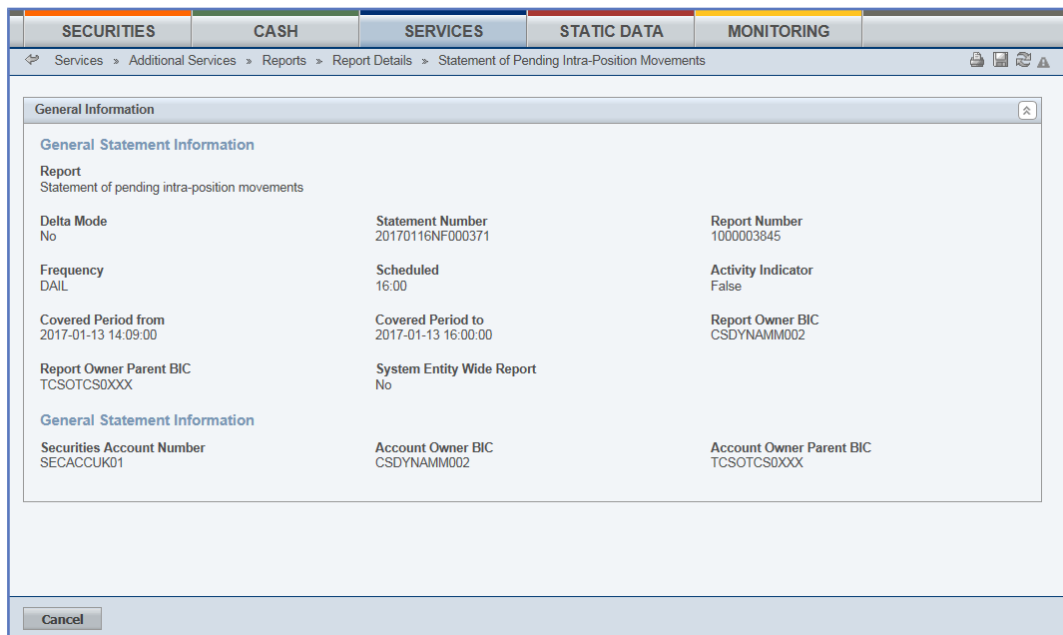 SECURITIES CASH SERVICES STATIC DATA MONITORING
Services » Additional Services » Reports » Report Details » Statement of Pending Intra-Position Movements
General Information
General Statement Information
Report
Statement of pending intra-position movements
Delta Mode Statement Number Report Number
No 20170116NF000371 1000003845
Frequency Scheduled Activity Indicator
DAIL 16:00 False
Covered Period from Covered Period to Report Owner BIC
2017-01-13 14:09:00 2017-01-13 16:00:00 CSDYNAMM002
Report Owner Parent BIC System Entity Wide Report
TCSOTCS0XXX No
General Statement Information
Securities Account Number Account Owner BIC Account Owner Parent BIC
SECACCUK01 CSDYNAMM002 TCSOTCS0XXX
Cancel